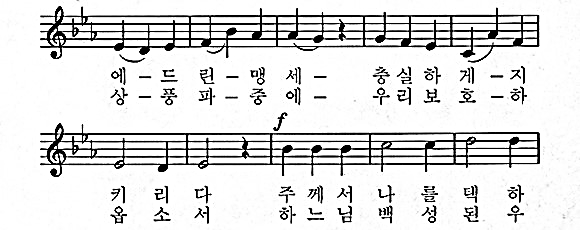 에 – 드 린 – 맹 세 – 충 실 하 게 – 지
상 – 풍 파 – 중 에 – 우 리 보 호 – 하
f
키 리 다 주 께 서 나 를 택 하
옵 소 서 하 느 님 백 성 된 우